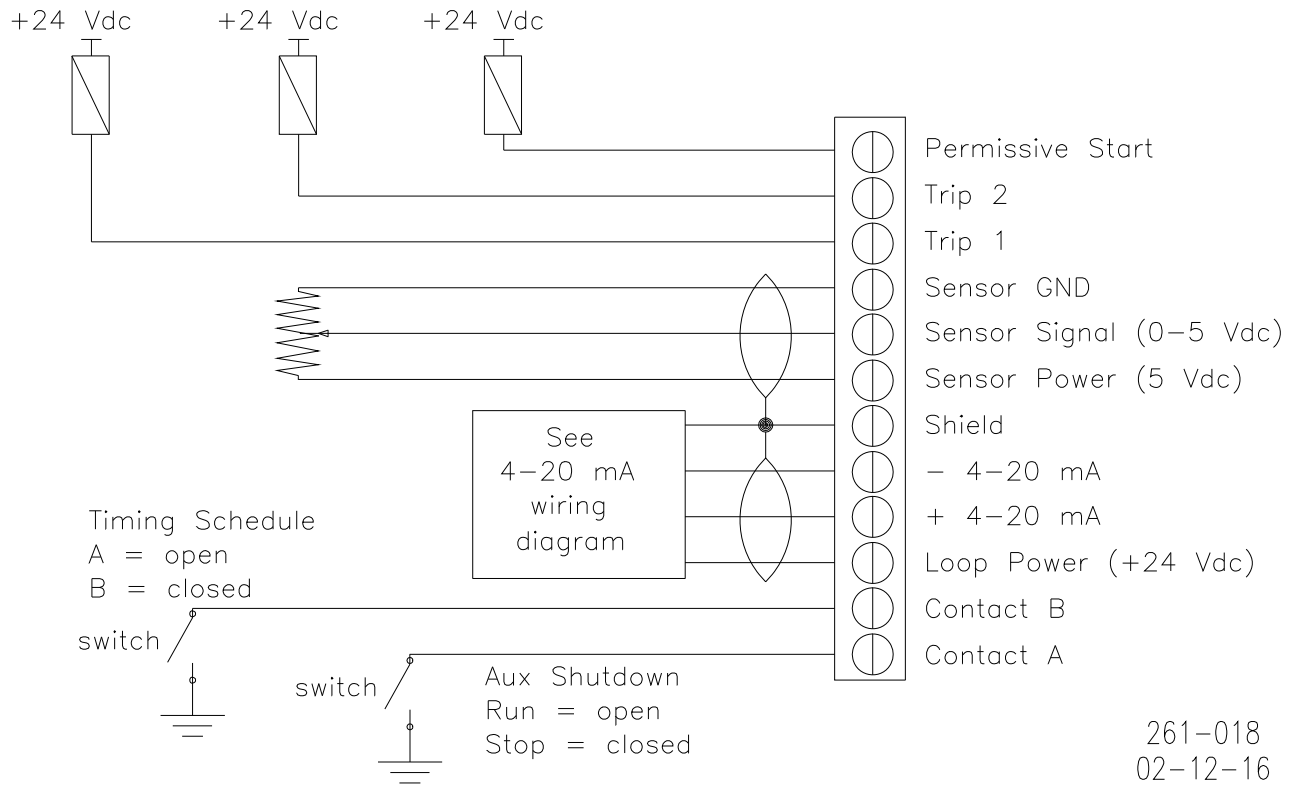 +24 Vdc
+24 Vdc
+24 Vdc
Permissive Start
Trip 2
Trip 1
Sensor GND
Sensor Signal (0-5 Vdc)
Sensor Power (5 Vdc)
Shield
- 4-20 mA
+ 4-20 mA
Loop Power (+24 Vdc)
Contact B
Contact A
See
4-20 mA
wiring
diagram
Timing Schedule
A = open
B = closed
switch
switch
Aux Shutdown
Run = open
Stop = closed
261-018
02-12-16